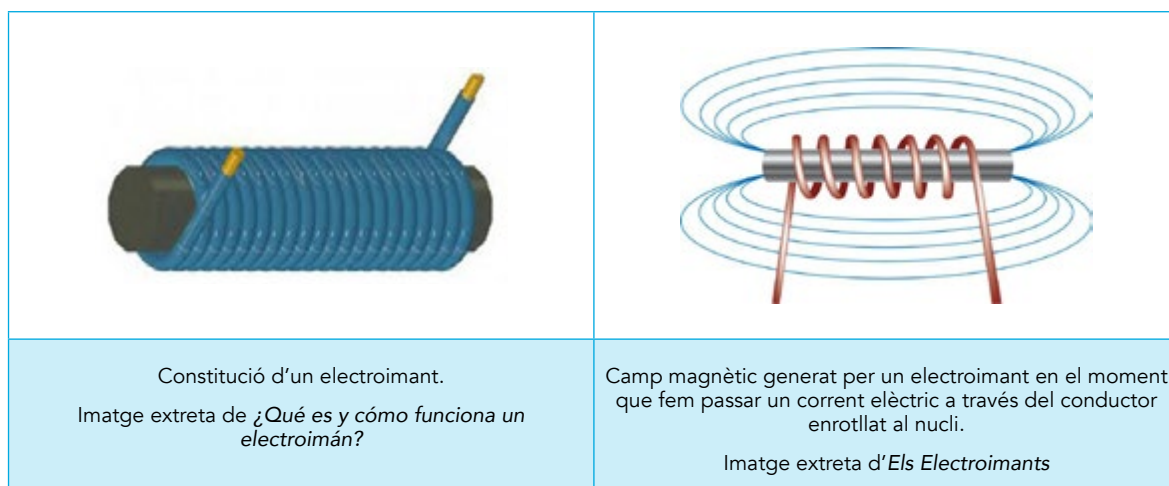 Constitució d'un electroimant.
Imatge extreta de ¿Qué es y cómo funciona un
electroimán?
Camp magnètic generat per un electroimant en el moment
que fem passar un corrent elèctric a través del conductor
enrotllat al nucli.
Imatge extreta d'Els Electroimants